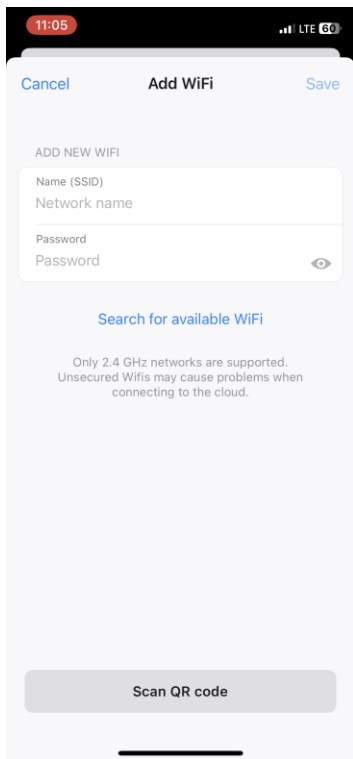 11:05
LTE 60
Cancel Add WiFi Save
ADD NEW WIFI
Name (SSID)
Network name
Password
Password
Search for available WiFi
Only 2.4 GHz networks are supported.
Unsecured Wifis may cause problems when
connecting to the cloud.
Scan QR code